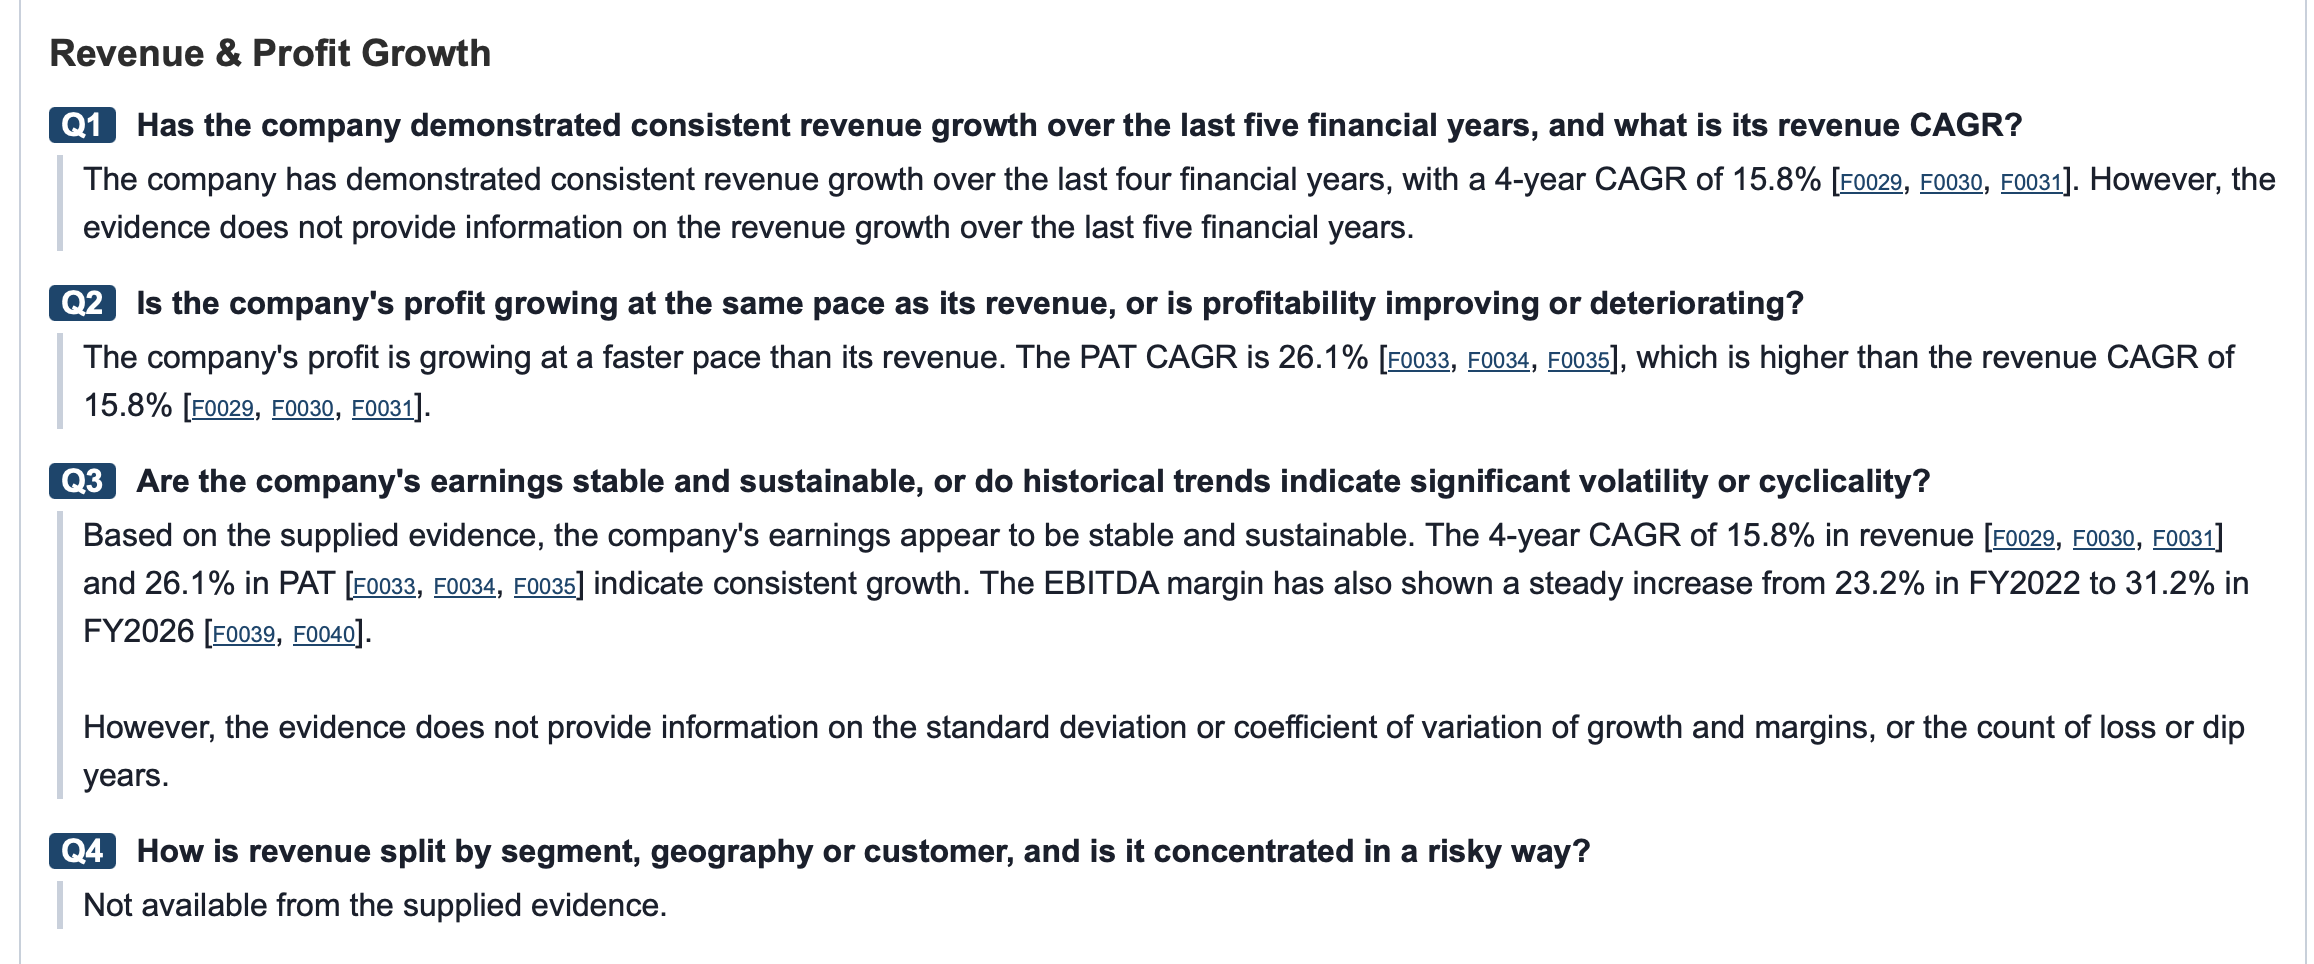 Revenue & Profit Growth
Q1 Has the company demonstrated consistent revenue growth over the last five financial years, and what is its revenue CAGR?
The company has demonstrated consistent revenue growth over the last four financial years, with a 4-year CAGR of 15.8% [F0029, F0030, F0031]. However, the
evidence does not provide information on the revenue growth over the last five financial years.
Q2 Is the company's profit growing at the same pace as its revenue, or is profitability improving or deteriorating?
The company's profit is growing at a faster pace than its revenue. The PAT CAGR is 26.1% [F0033, F0034, F0035], which is higher than the revenue CAGR of
15.8% [F0029, F0030, F0031].
Q3 Are the company's earnings stable and sustainable, or do historical trends indicate significant volatility or cyclicality?
Based on the supplied evidence, the company's earnings appear to be stable and sustainable. The 4-year CAGR of 15.8% in revenue [F0029, F0030, F0031]
and 26.1% in PAT [F0033, F0034, F0035] indicate consistent growth. The EBITDA margin has also shown a steady increase from 23.2% in FY2022 to 31.2% in
FY2026 [F0039, F0040].
However, the evidence does not provide information on the standard deviation or coefficient of variation of growth and margins, or the count of loss or dip
years.
Q4 How is revenue split by segment, geography or customer, and is it concentrated in a risky way?
Not available from the supplied evidence.